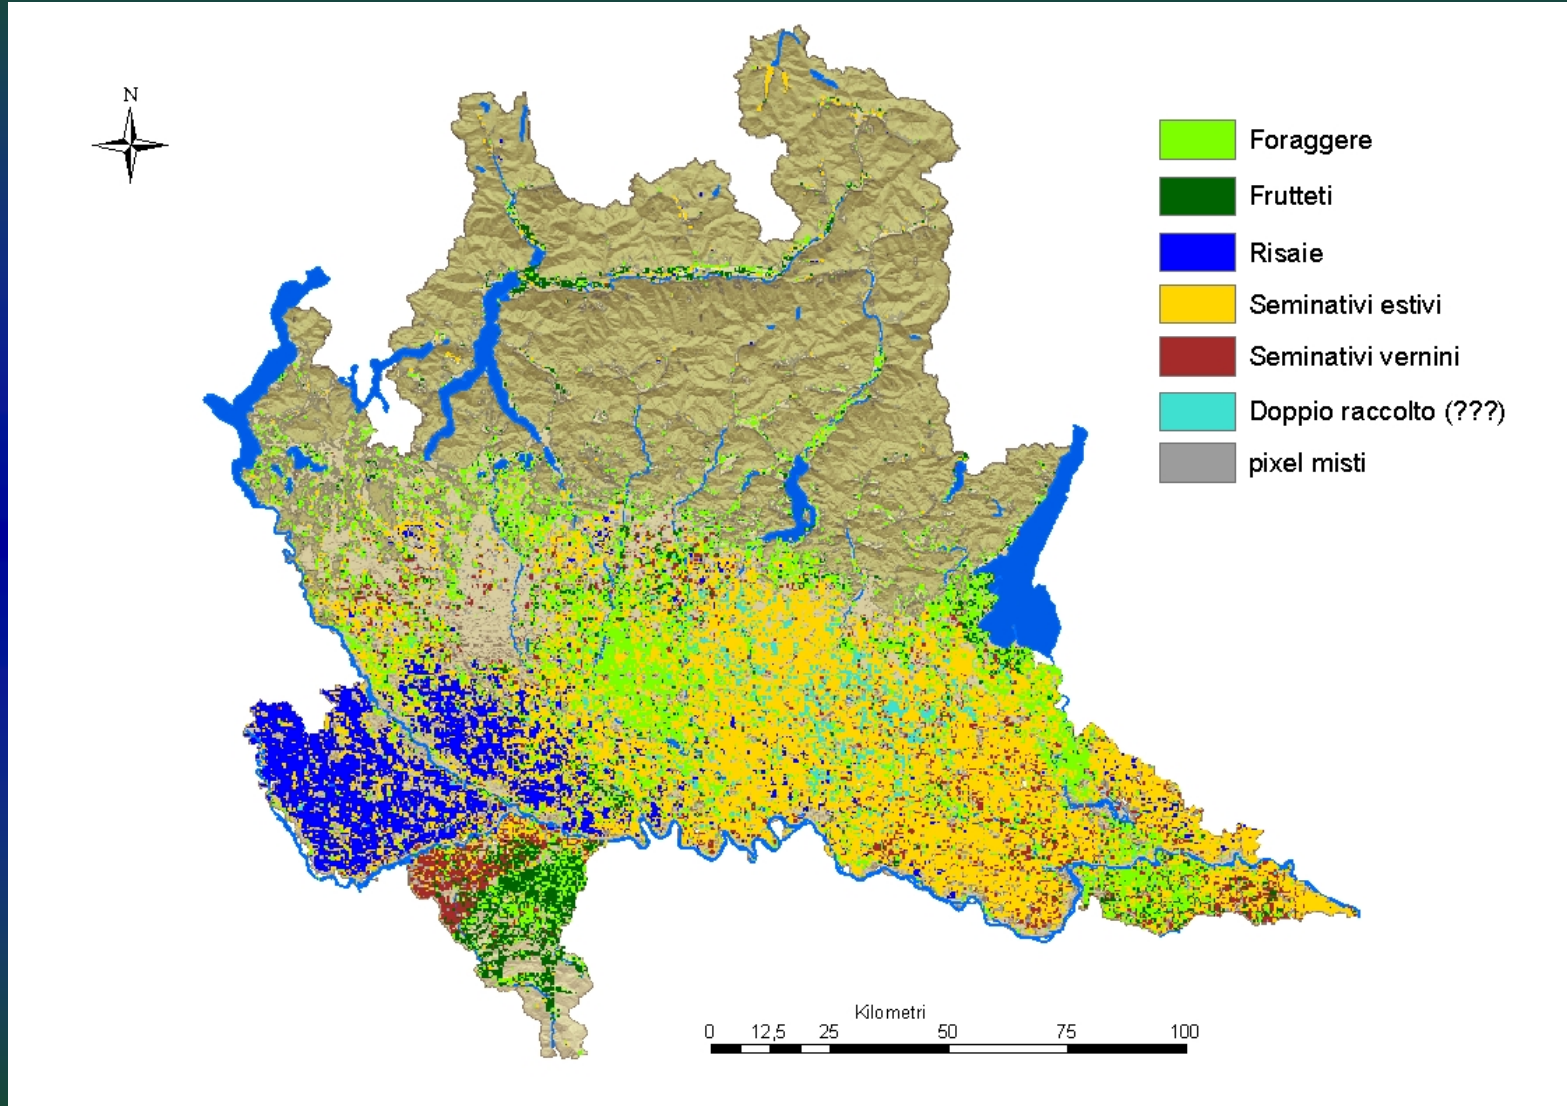 N
Foraggere
Frutteti
Risaie
Seminativi estivi
Seminativi vernini
Doppio raccolto (???)
pixel misti
Kilometri
0 12,5 25 50 75 100